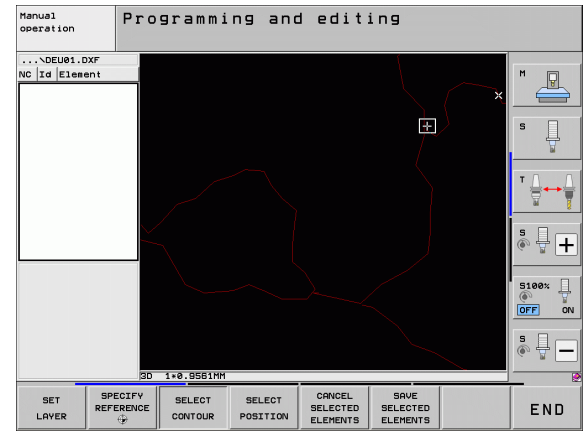 Manual
operation
Programming and editing
...\DEU01.DXF
NC Id Element
M
S
T
S
S100%
OFF ON
S
3D 1*0.9561MM
SET
LAYER
SPECIFY
REFERENCE
SELECT
CONTOUR
SELECT
POSITION
CANCEL
SELECTED
ELEMENTS
SAVE
SELECTED
ELEMENTS
END